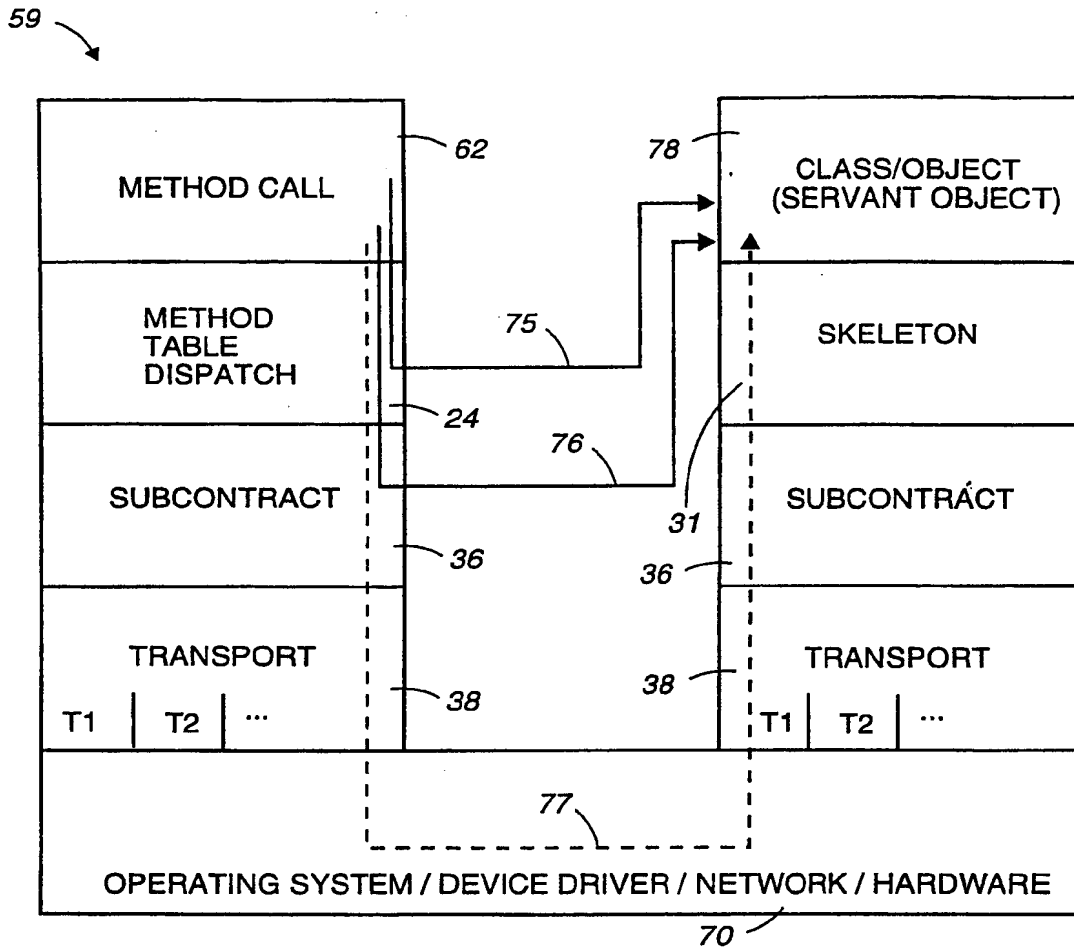 59
62
78
METHOD CALL
CLASS/OBJECT
(SERVANT OBJECT)
METHOD
TABLE
DISPATCH
75
SKELETON
24
76
SUBCONTRACT
31
SUBCONTRACT
36
36
TRANSPORT
38
38
TRANSPORT
T1
T2
...
T1
T2
...
77
OPERATING SYSTEM / DEVICE DRIVER / NETWORK / HARDWARE
70